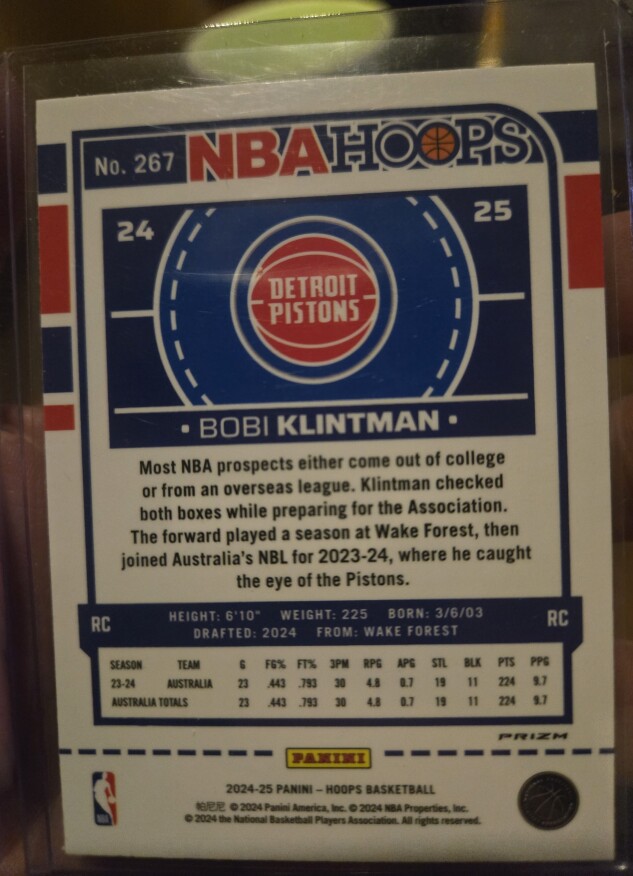 No. 267 NBA HOOPS
24 25
DETROIT
PISTONS
• BOBI KLINTMAN •
Most NBA prospects either come out of college
or from an overseas league. Klintman checked
both boxes while preparing for the Association.
The forward played a season at Wake Forest, then
joined Australia's NBL for 2023-24, where he caught
the eye of the Pistons.
RC HEIGHT: 6'10" WEIGHT: 225 BORN: 3/6/03 RC
DRAFTED: 2024 FROM: WAKE FOREST
SEASON TEAM G FG% FT% 3PM RPG APG STL BLK PTS PPG
23-24 AUSTRALIA 23 .443 .793 30 4.8 0.7 19 11 224 9.7
AUSTRALIA TOTALS 23 .443 .793 30 4.8 0.7 19 11 224 9.7
PRIZM
PANINI
2024-25 PANINI – HOOPS BASKETBALL
帕尼尼 © 2024 Panini America, Inc. © 2024 NBA Properties, Inc.
© 2024 the National Basketball Players Association. All rights reserved.
NBA